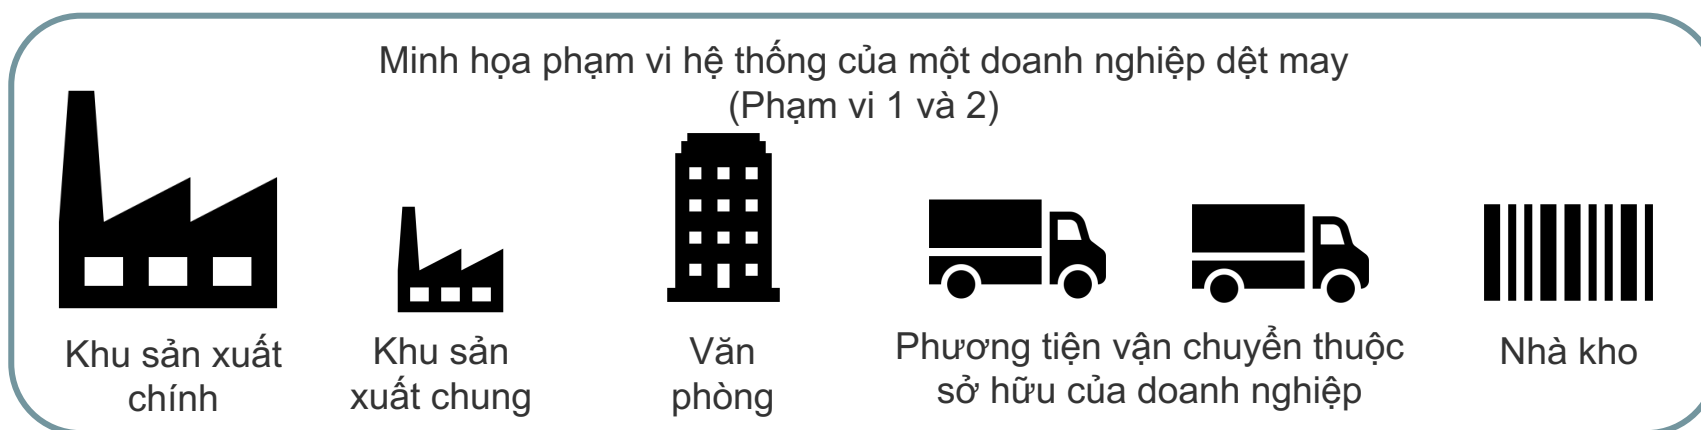 Minh họa phạm vi hệ thống của một doanh nghiệp dệt may
(Phạm vi 1 và 2)
Khu sản xuất
chính
Khu sản
xuất chung
Văn
phòng
Phương tiện vận chuyển thuộc
sở hữu của doanh nghiệp
Nhà kho